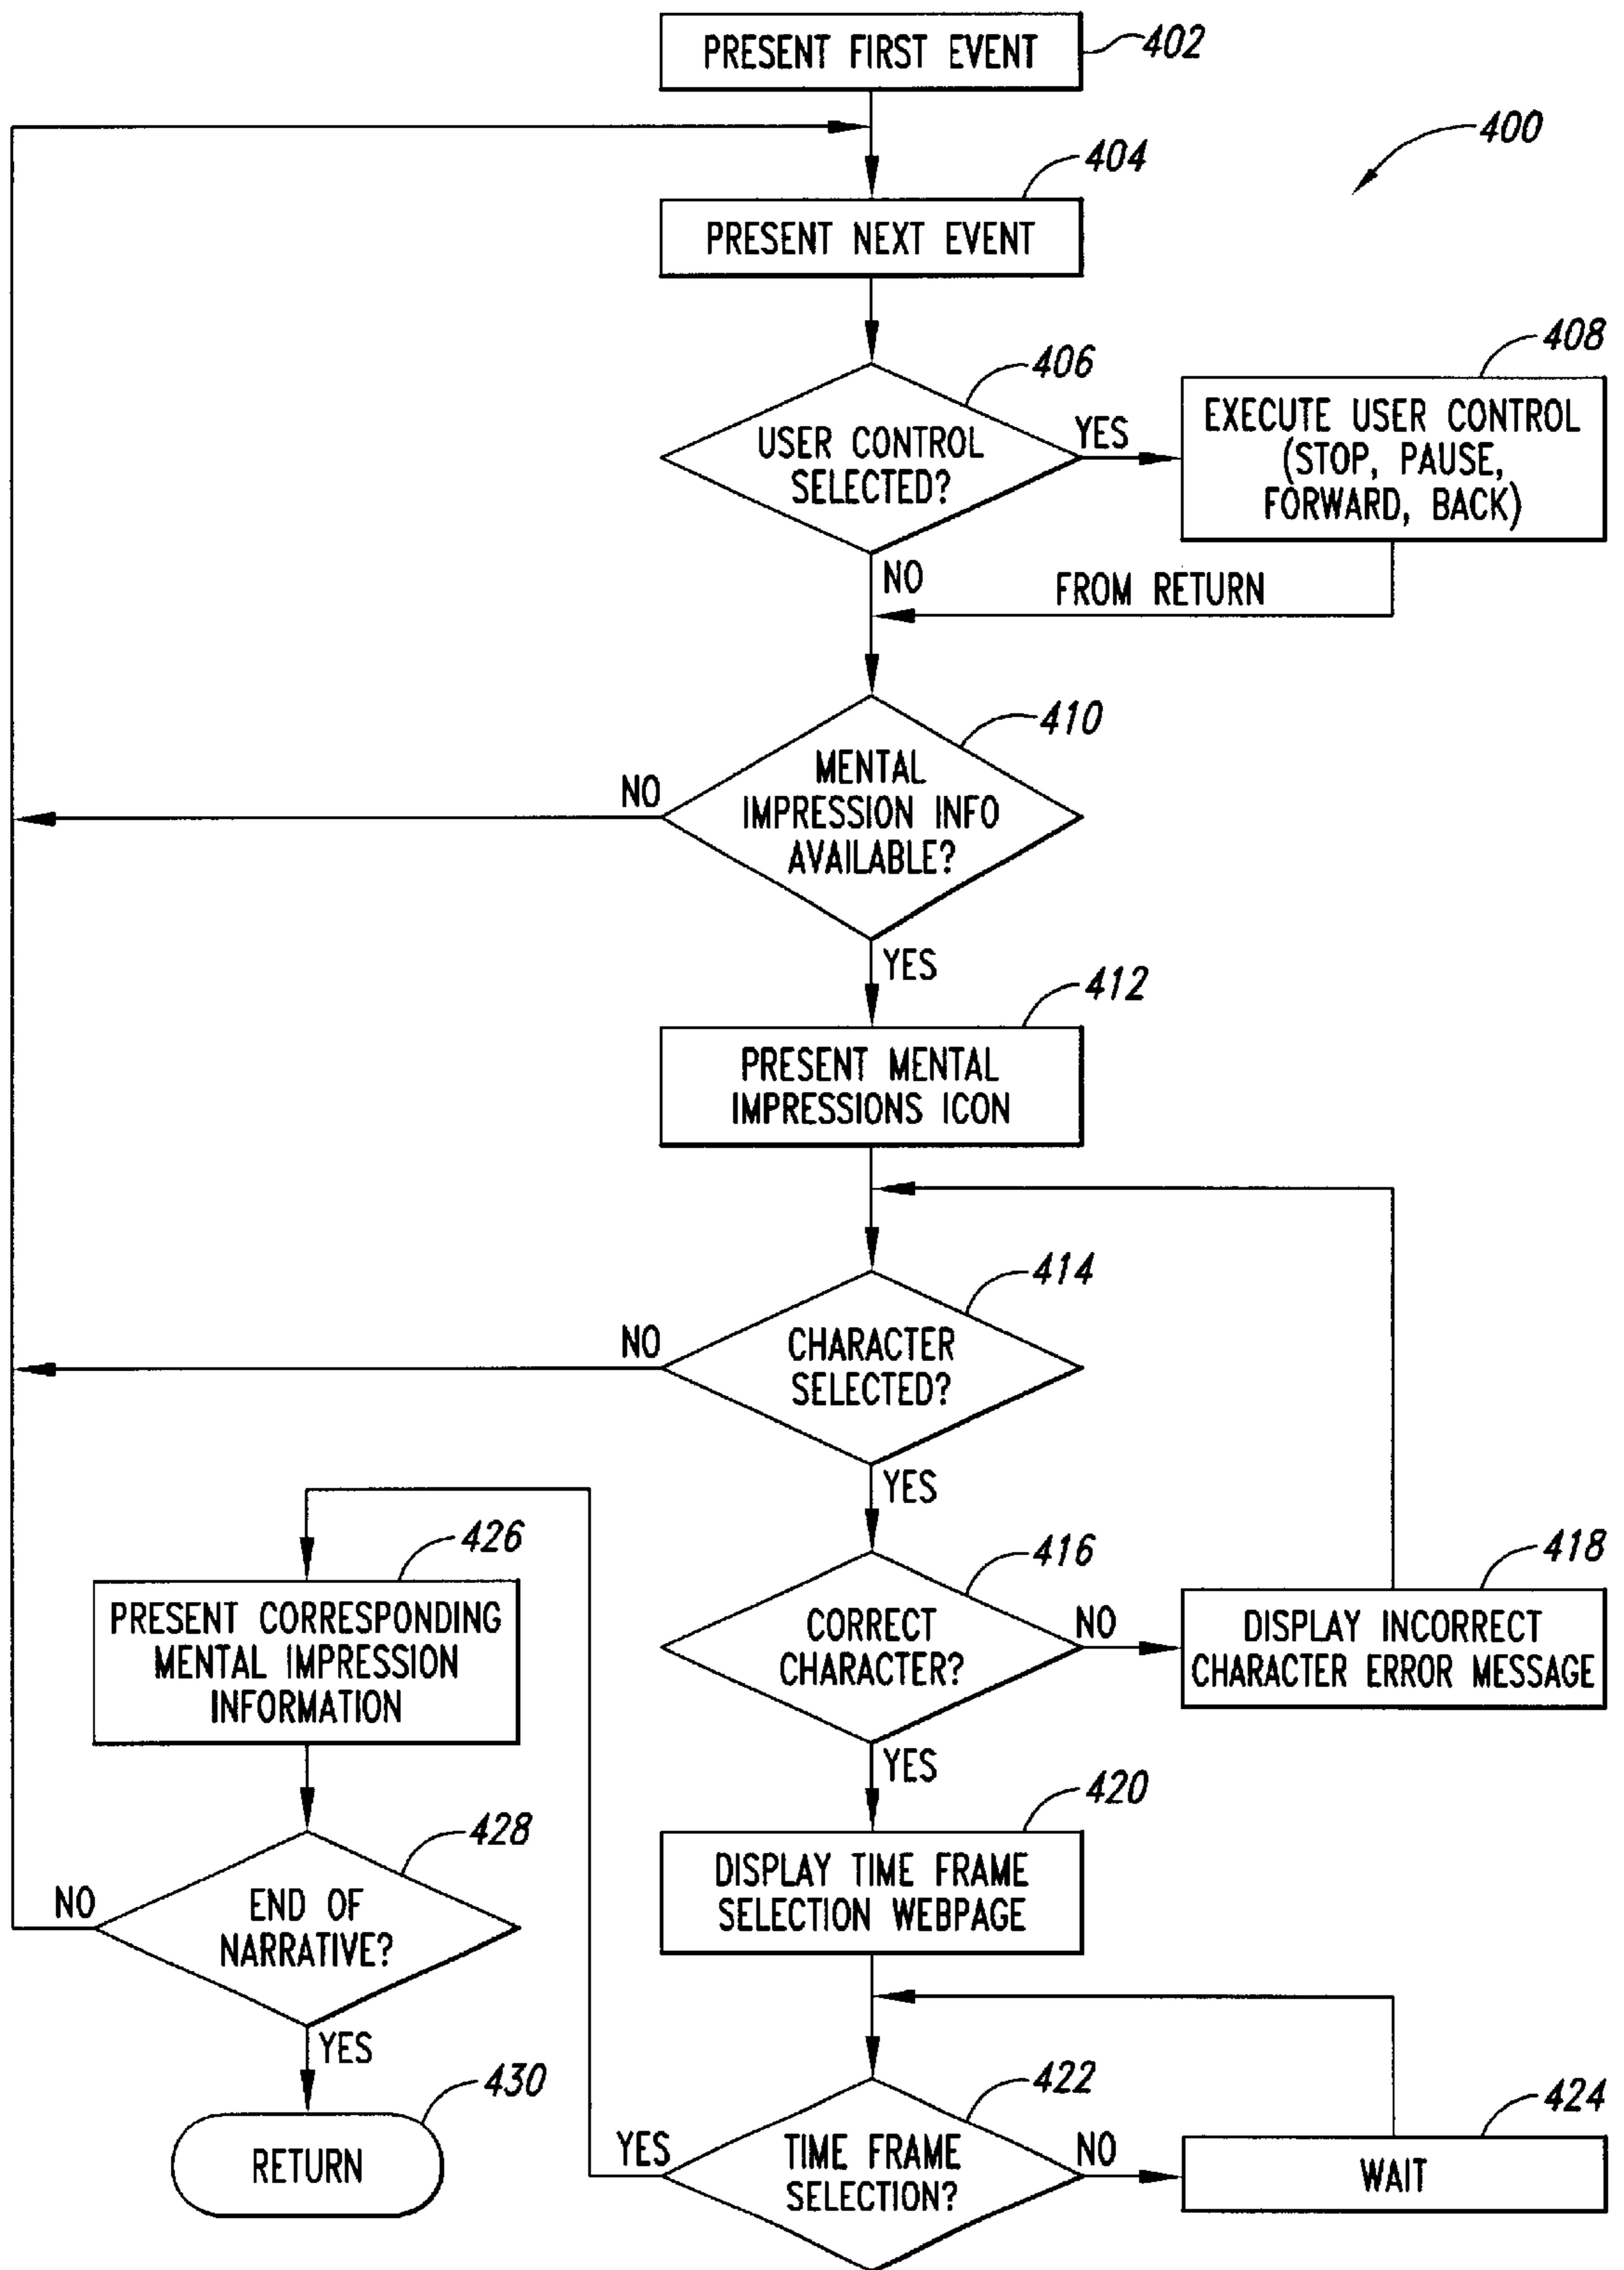 PRESENT FIRST EVENT
402
400
404
PRESENT NEXT EVENT
406
408
USER CONTROL
SELECTED?
YES
EXECUTE USER CONTROL
(STOP, PAUSE,
FORWARD, BACK)
NO
FROM RETURN
410
MENTAL
IMPRESSION INFO
AVAILABLE?
NO
YES
412
PRESENT MENTAL
IMPRESSIONS ICON
414
CHARACTER
SELECTED?
NO
YES
416
CORRECT
CHARACTER?
NO
418
DISPLAY INCORRECT
CHARACTER ERROR MESSAGE
YES
420
DISPLAY TIME FRAME
SELECTION WEBPAGE
422
TIME FRAME
SELECTION?
NO
424
WAIT
YES
426
PRESENT CORRESPONDING
MENTAL IMPRESSION
INFORMATION
428
END OF
NARRATIVE?
NO
YES
430
RETURN